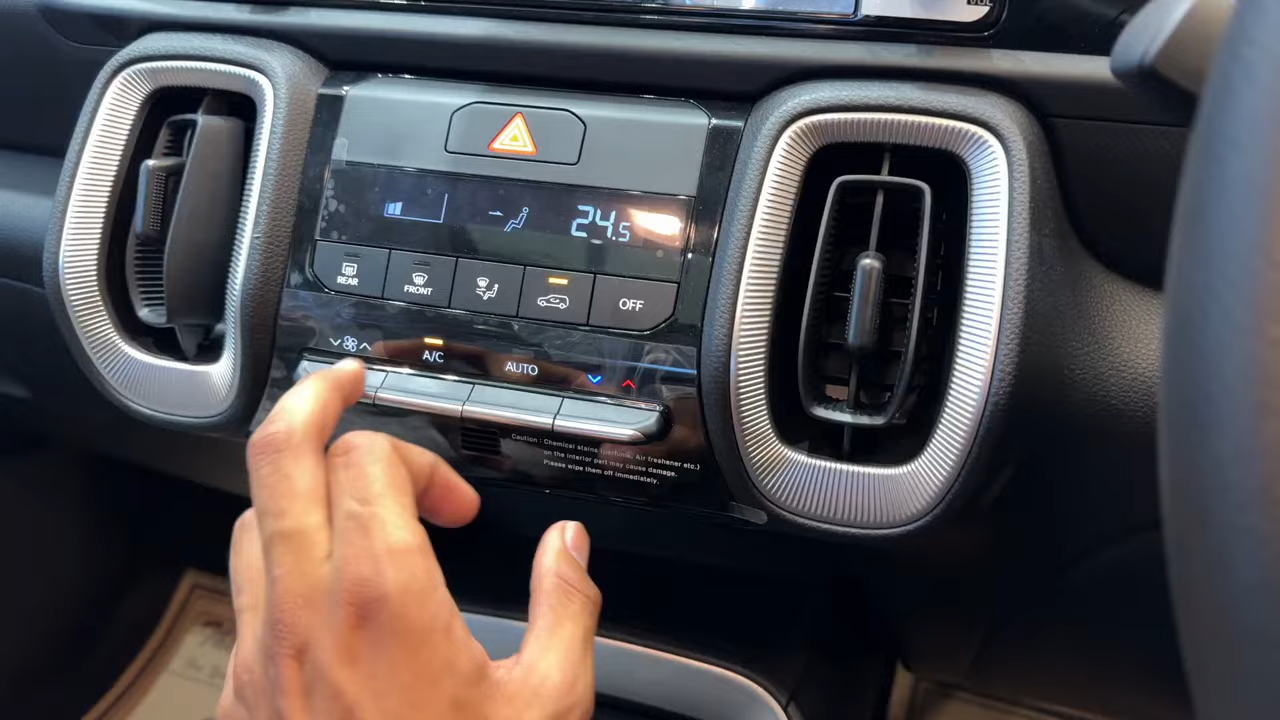 24.5
REAR
FRONT
OFF
A/C
AUTO
Caution : Chemical stains (perfume, Air freshener etc.)
on the interior part may cause damage.
Please wipe them off immediately.